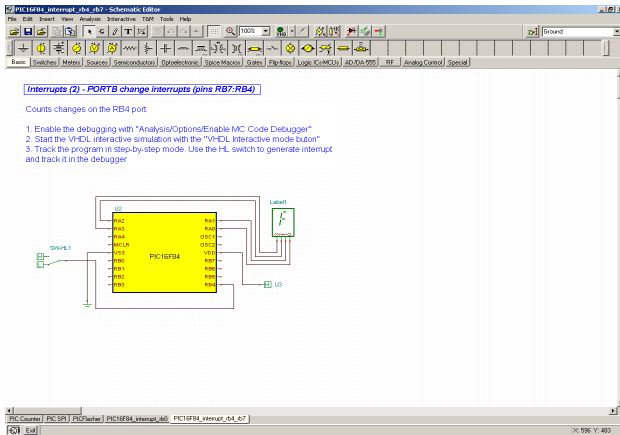 PIC16F84_interrupt_rb4_rb7 - Schematic Editor
File Edit Insert View Analysis Interactive T&M Tools Help
100%
Ground
Basic Switches Meters Sources Semiconductors Optoelectronic Spice Macros Gates Flip-flops Logic ICs-MCUs AD/DA-555 RF Analog Control Special
Interrupts (2) - PORTB change interrupts (pins RB7:RB4)
Counts changes on the RB4 port
1. Enable the debugging with "Analysis/Options/Enable MC Code Debugger"
2. Start the VHDL interactive simulation with the "VHDL Interactive mode buton"
3. Track the program in step-by-step mode. Use the HL switch to generate interrupt
and track it in the debugger
Label1
U2
RA2 RA1
RA3 RA0
RA4 OSC1
MCLR OSC2
SW-HL1
VSS VDD
PIC16F84
H
RB0 RB7
L
RB1 RB6
RB2 RB5
RB3 RB4
H U3
PIC Counter PIC SPI PICFlasher PIC16F84_interrupt_rb0 PIC16F84_interrupt_rb4_rb7
Exit X: 596 Y: 483